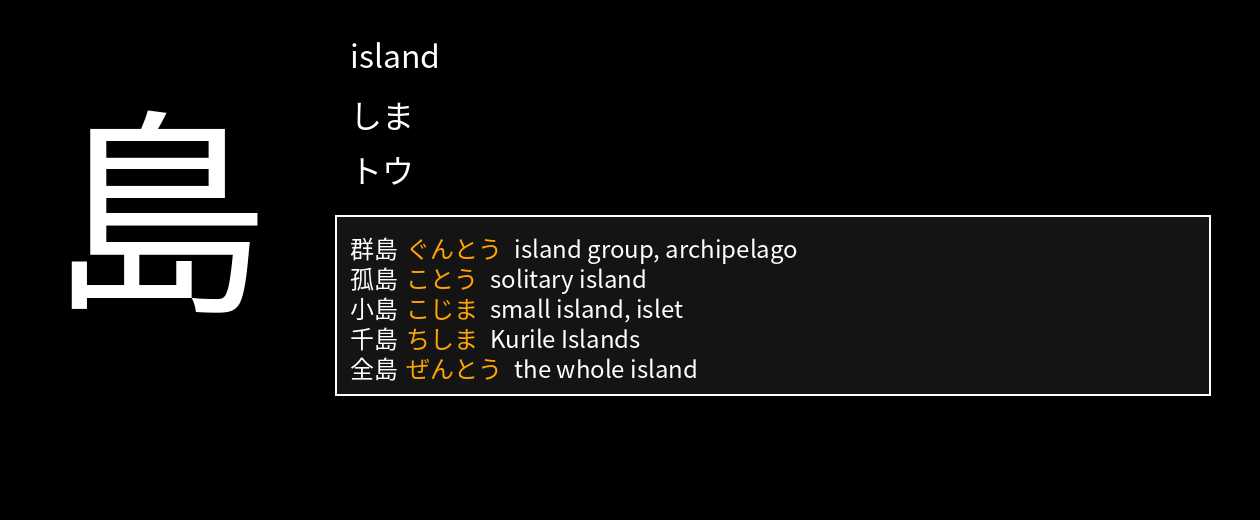 島
island
しま
トウ
群島 ぐんとう island group, archipelago
孤島 ことう solitary island
小島 こじま small island, islet
千島 ちしま Kurile Islands
全島 ぜんとう the whole island